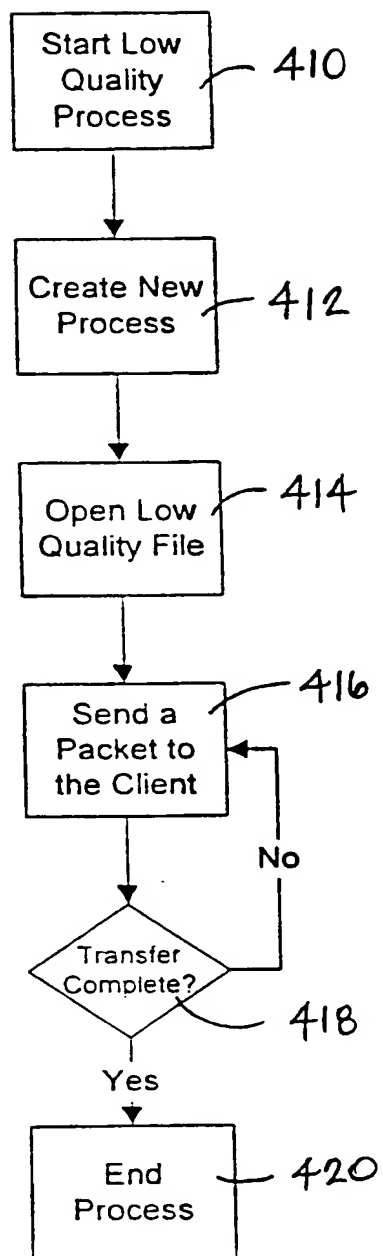 Start Low
Quality
Process
410
Create New
Process
412
Open Low
Quality File
414
Send a
Packet to
the Client
416
No
Transfer
Complete?
418
Yes
End
Process
420